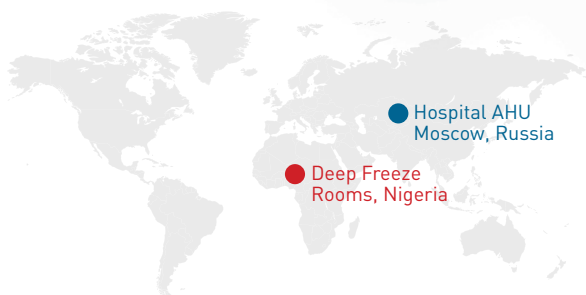 Hospital AHU
Moscow, Russia
Deep Freeze
Rooms, Nigeria